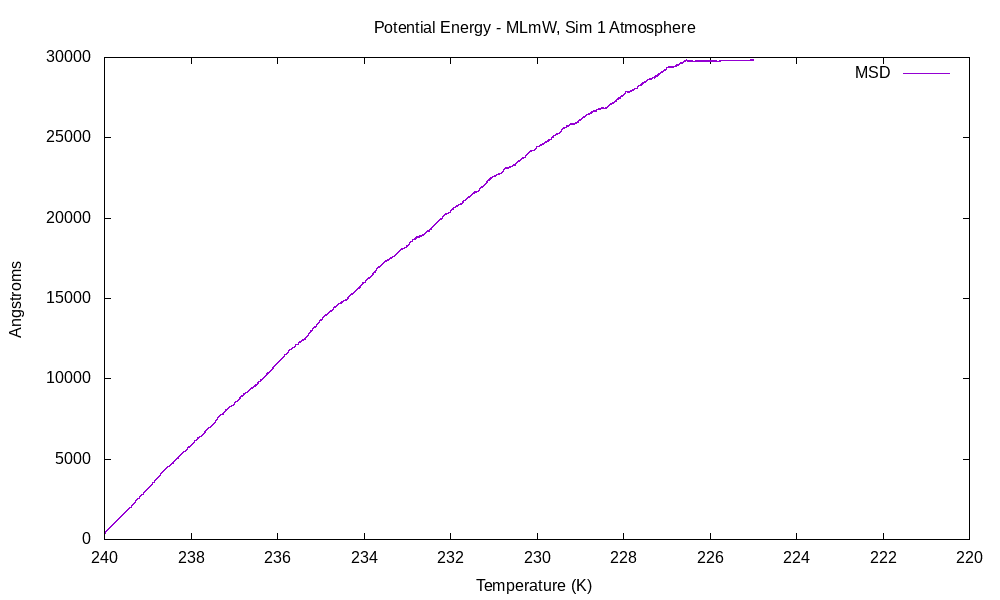 Potential Energy - MLmW, Sim 1 Atmosphere
30000
MSD
25000
20000
Angstroms
15000
10000
5000
0
240 238 236 234 232 230 228 226 224 222 220
Temperature (K)